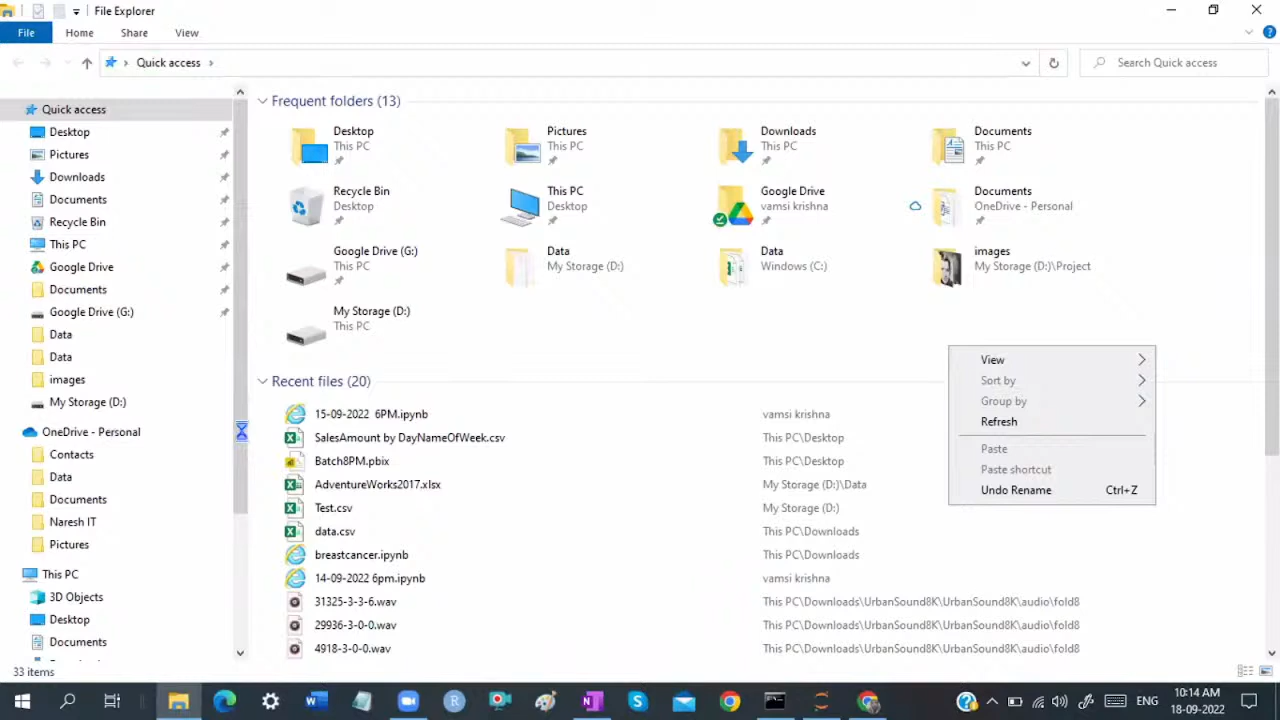 File Explorer
File Home Share View
Quick access Search Quick access
Quick access
Desktop
Pictures
Downloads
Documents
Recycle Bin
This PC
Google Drive
Documents
Google Drive (G:)
Data
Data
images
My Storage (D:)
OneDrive - Personal
Contacts
Data
Documents
Naresh IT
Pictures
This PC
3D Objects
Desktop
Documents
Frequent folders (13)
Desktop
This PC
Pictures
This PC
Downloads
This PC
Documents
This PC
Recycle Bin
Desktop
This PC
Desktop
Google Drive
vamsi krishna
Documents
OneDrive - Personal
Google Drive (G:)
This PC
Data
My Storage (D:)
Data
Windows (C:)
images
My Storage (D:)\Project
My Storage (D:)
This PC
Recent files (20)
15-09-2022 6PM.ipynb vamsi krishna
SalesAmount by DayNameOfWeek.csv This PC\Desktop
Batch8PM.pbix This PC\Desktop
AdventureWorks2017.xlsx My Storage (D:)\Data
Test.csv My Storage (D:)
data.csv This PC\Downloads
breastcancer.ipynb This PC\Downloads
14-09-2022 6pm.ipynb vamsi krishna
31325-3-3-6.wav This PC\Downloads\UrbanSound8K\UrbanSound8K\audio\fold8
29936-3-0-0.wav This PC\Downloads\UrbanSound8K\UrbanSound8K\audio\fold8
4918-3-0-0.wav This PC\Downloads\UrbanSound8K\UrbanSound8K\audio\fold8
View
Sort by
Group by
Refresh
Paste
Paste shortcut
Undo Rename Ctrl+Z
33 items
ENG
10:14 AM
18-09-2022